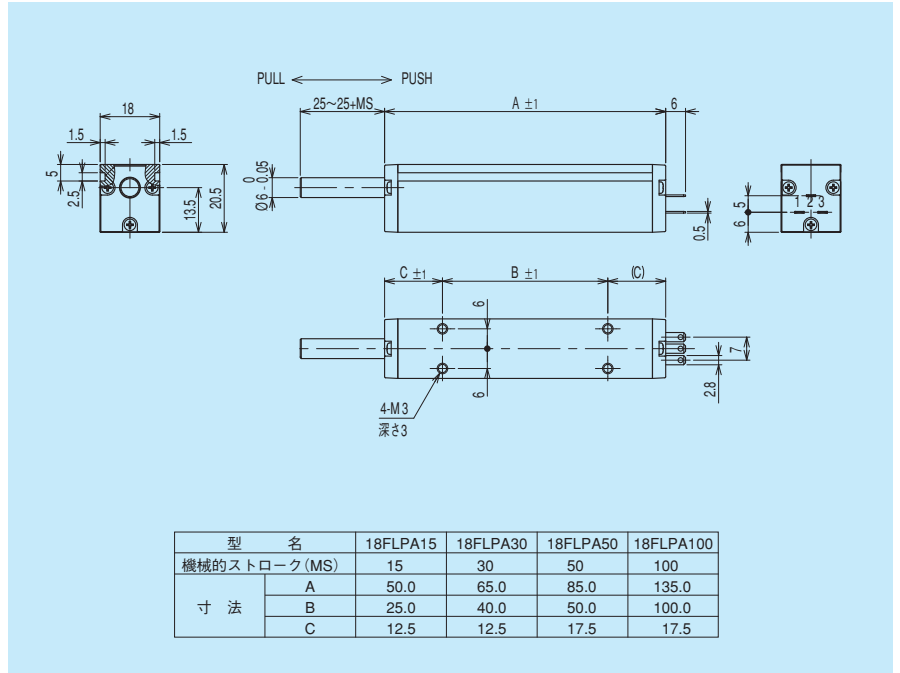 PULL PUSH
18
25~25+MS
A ±1
6
1.5
1.5
5
2.5
13.5
20.5
Ø6 0 -0.05
0.5
1 2 3
5
6
C ±1
B ±1
(C)
6
6
7
2.8
4-M3
深さ3
型 名 18FLPA15 18FLPA30 18FLPA50 18FLPA100
機械的ストローク(MS) 15 30 50 100
寸 法 A 50.0 65.0 85.0 135.0
B 25.0 40.0 50.0 100.0
C 12.5 12.5 17.5 17.5